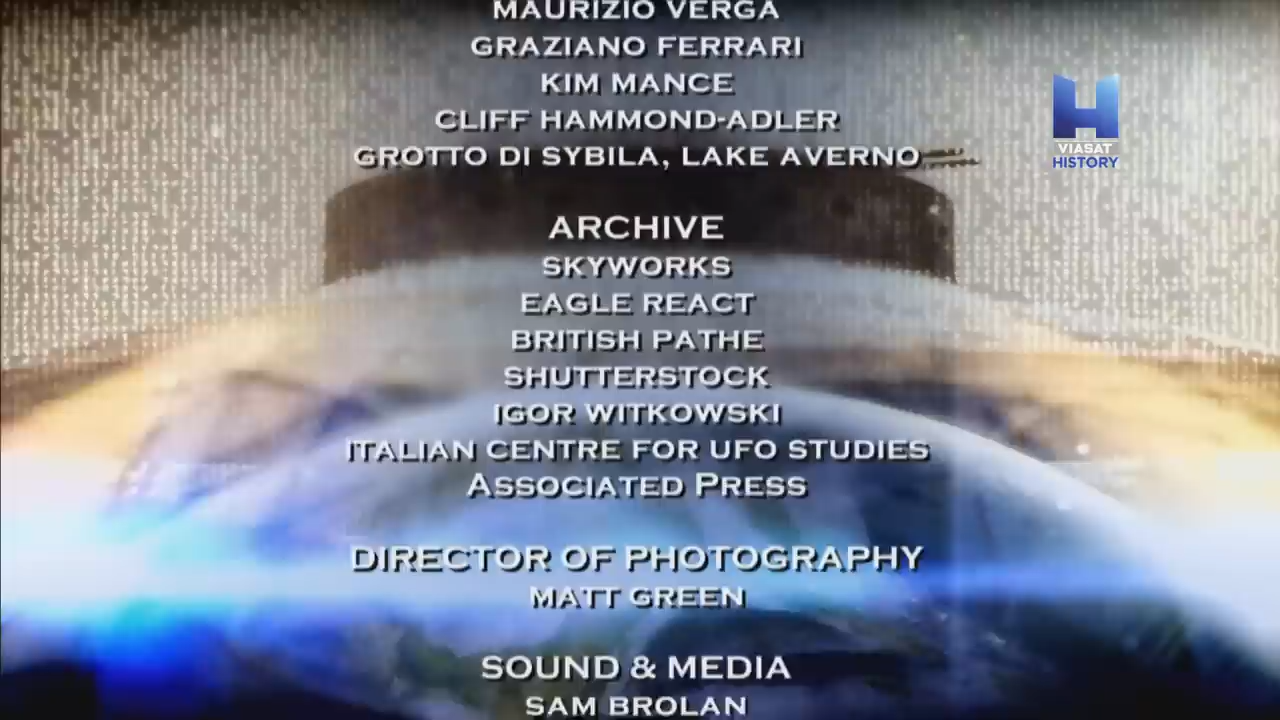 MAURIZIO VERGA
GRAZIANO FERRARI
KIM MANCE
CLIFF HAMMOND-ADLER
GROTTO DI SYBILA, LAKE AVERNO
H
VIASAT
HISTORY
ARCHIVE
SKYWORKS
EAGLE REACT
BRITISH PATHE
SHUTTERSTOCK
IGOR WITKOWSKI
ITALIAN CENTRE FOR UFO STUDIES
ASSOCIATED PRESS
DIRECTOR OF PHOTOGRAPHY
MATT GREEN
SOUND & MEDIA
SAM BROLAN